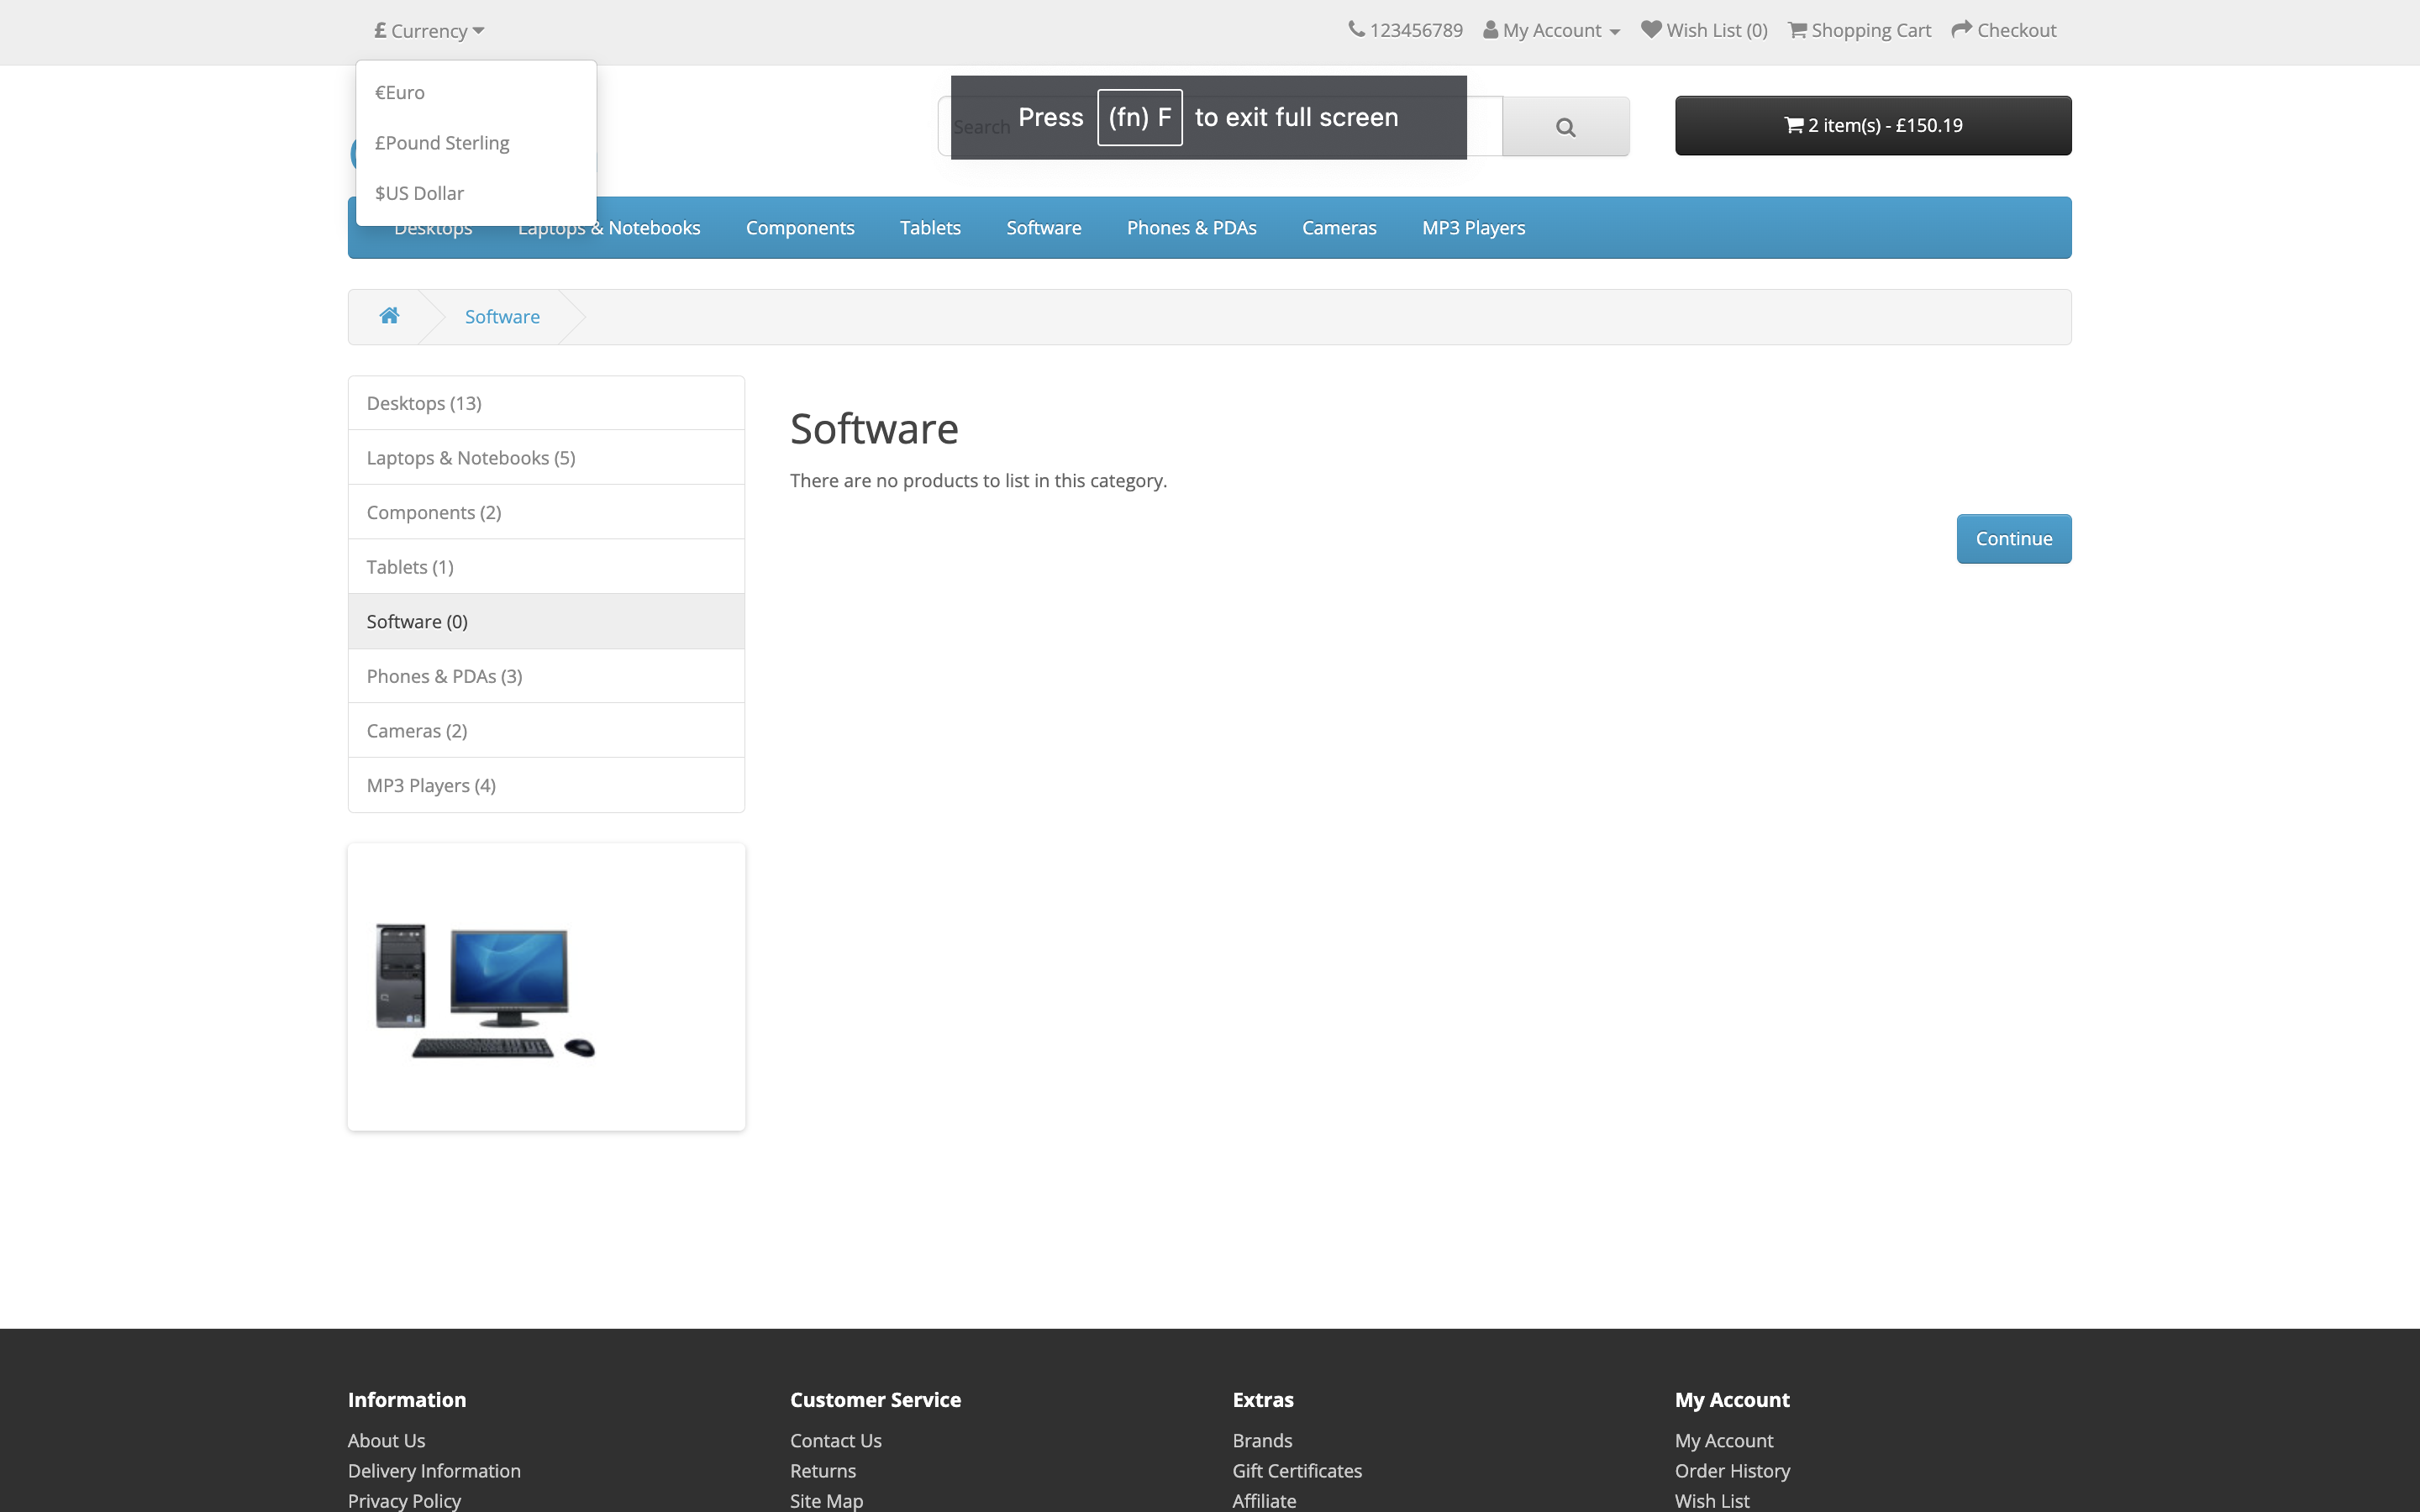 £ Currency
123456789
My Account
Wish List (0)
Shopping Cart
Checkout
€Euro
£Pound Sterling
$US Dollar
Search
Press (fn) F to exit full screen
2 item(s) - £150.19
Desktops
Laptops & Notebooks
Components
Tablets
Software
Phones & PDAs
Cameras
MP3 Players
Software
Desktops (13)
Laptops & Notebooks (5)
Components (2)
Tablets (1)
Software (0)
Phones & PDAs (3)
Cameras (2)
MP3 Players (4)
Software
There are no products to list in this category.
Continue
Information
About Us
Delivery Information
Privacy Policy
Customer Service
Contact Us
Returns
Site Map
Extras
Brands
Gift Certificates
Affiliate
My Account
My Account
Order History
Wish List